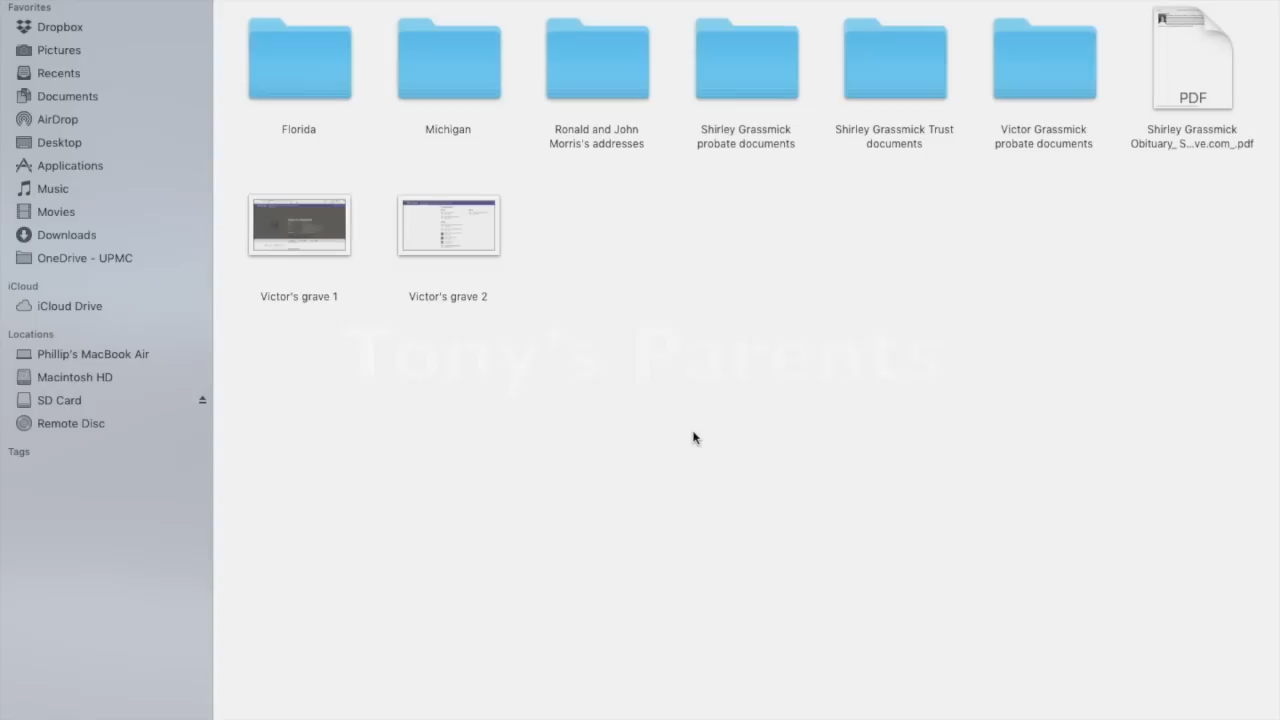 Favorites
Dropbox
Pictures
Recents
Documents
AirDrop
Desktop
Applications
Music
Movies
Downloads
OneDrive - UPMC
iCloud
iCloud Drive
Locations
Phillip's MacBook Air
Macintosh HD
SD Card
Remote Disc
Tags
Florida
Michigan
Ronald and John
Morris's addresses
Shirley Grassmick
probate documents
Shirley Grassmick Trust
documents
Victor Grassmick
probate documents
PDF
Shirley Grassmick
Obituary_ S...ve.com_.pdf
Victor's grave 1
Victor's grave 2
Tony's Parents